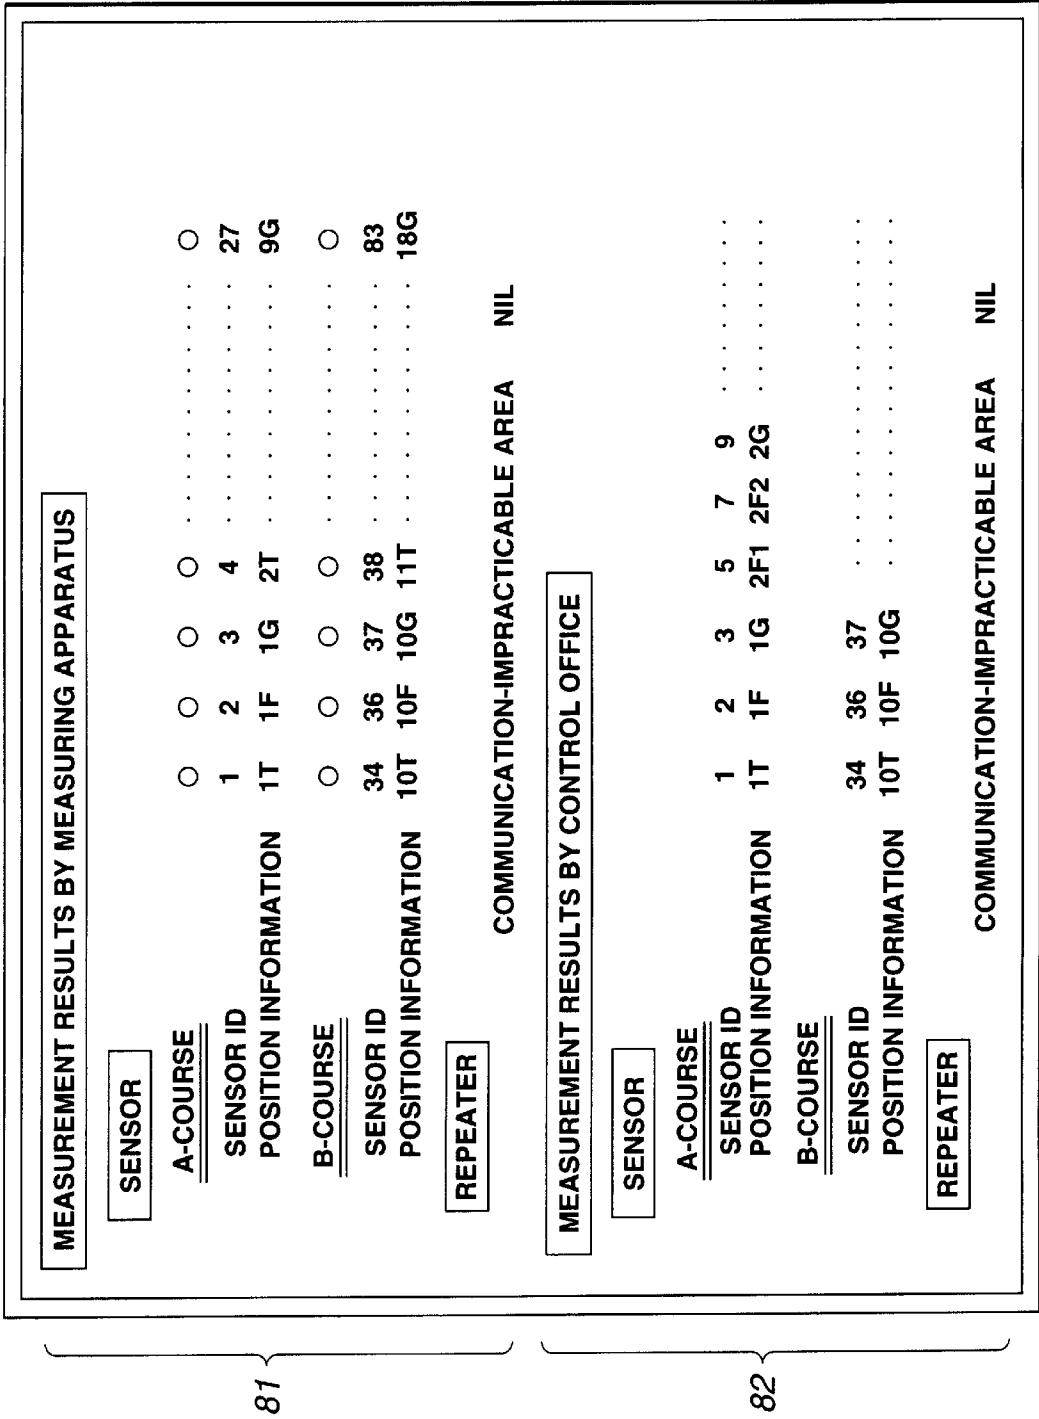 81
MEASUREMENT RESULTS BY MEASURING APPARATUS
SENSOR
A-COURSE ○ ○ ○ ○ . . . . . . . . . . ○
SENSOR ID 1 2 3 4 . . . . . . . . . . 27
POSITION INFORMATION 1T 1F 1G 2T . . . . . . . . . . 9G
B-COURSE ○ ○ ○ ○ . . . . . . . . . . ○
SENSOR ID 34 36 37 38 . . . . . . . . . . 83
POSITION INFORMATION 10T 10F 10G 11T . . . . . . . . . . 18G
REPEATER
COMMUNICATION-IMPRACTICABLE AREA NIL
82
MEASUREMENT RESULTS BY CONTROL OFFICE
SENSOR
A-COURSE
SENSOR ID 1 2 3 5 7 9 . . . . . . . .
POSITION INFORMATION 1T 1F 1G 2F1 2F2 2G . . . . . . . .
B-COURSE
SENSOR ID 34 36 37 . . . . . . . . . . . . . . .
POSITION INFORMATION 10T 10F 10G . . . . . . . . . . . . . . .
REPEATER
COMMUNICATION-IMPRACTICABLE AREA NIL